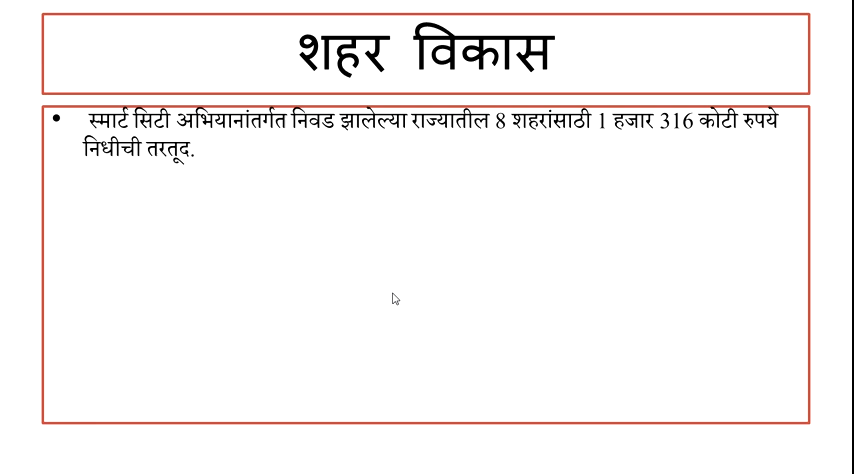 शहर विकास
• स्मार्ट सिटी अभियानांतर्गत निवड झालेल्या राज्यातील 8 शहरांसाठी 1 हजार 316 कोटी रुपये
निधीची तरतूद.